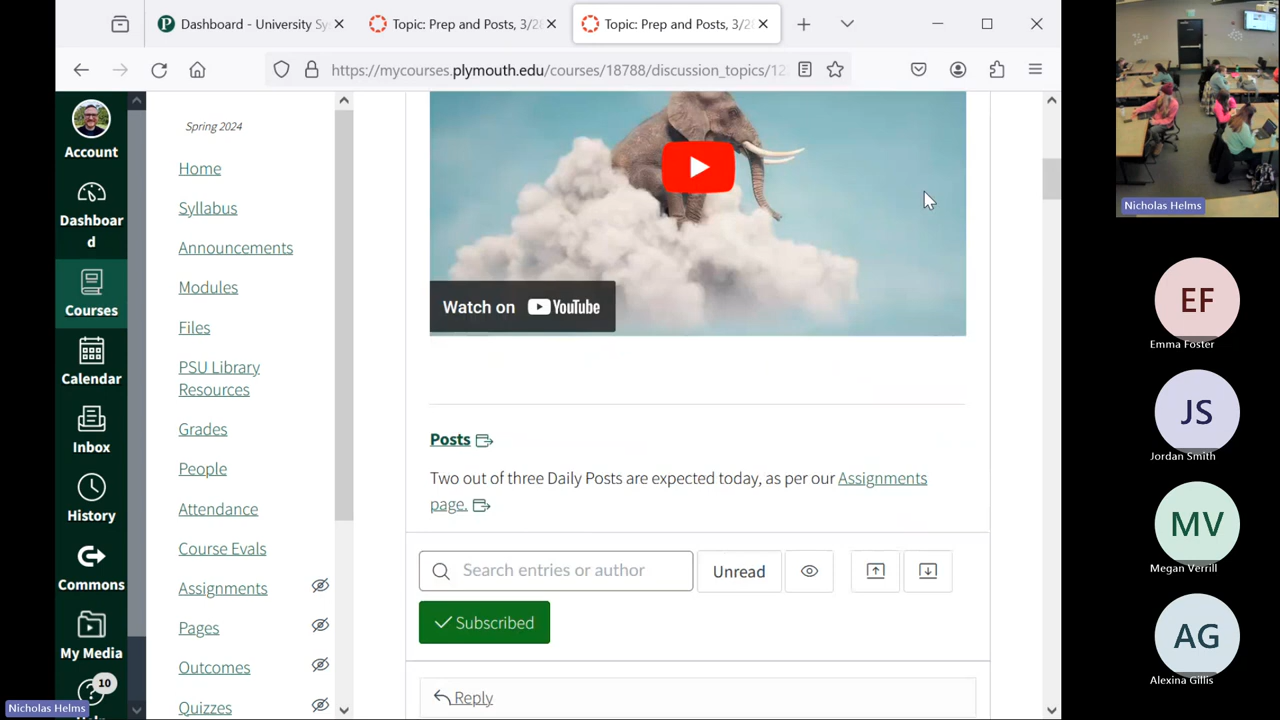 Dashboard - University Sy
Topic: Prep and Posts, 3/28
Topic: Prep and Posts, 3/28
https://mycourses.plymouth.edu/courses/18788/discussion_topics/12
Account
Dashboar
d
Courses
Calendar
Inbox
History
Commons
My Media
10
Nicholas Helms
Spring 2024
Home
Syllabus
Announcements
Modules
Files
PSU Library
Resources
Grades
People
Attendance
Course Evals
Assignments
Pages
Outcomes
Quizzes
Watch on YouTube
Posts
Two out of three Daily Posts are expected today, as per our Assignments
page.
Search entries or author
Unread
Subscribed
Reply
Nicholas Helms
EF
Emma Foster
JS
Jordan Smith
MV
Megan Verrill
AG
Alexina Gillis